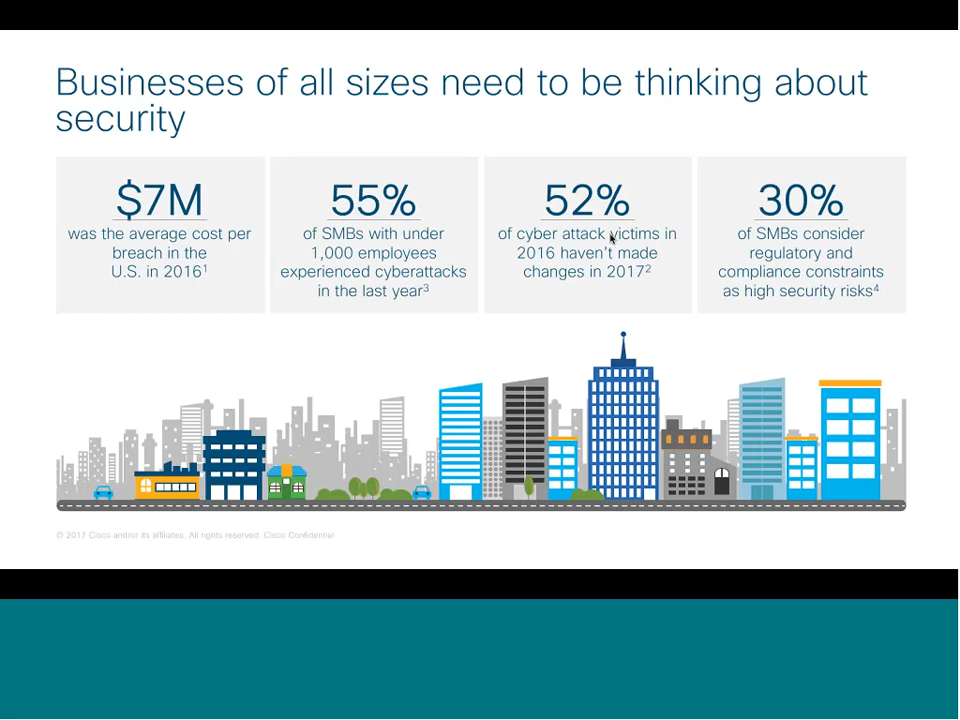 Businesses of all sizes need to be thinking about
security
$7M
was the average cost per
breach in the
U.S. in 2016¹
55%
of SMBs with under
1,000 employees
experienced cyberattacks
in the last year³
52%
of cyber attack victims in
2016 haven't made
changes in 2017²
30%
of SMBs consider
regulatory and
compliance constraints
as high security risks⁴
© 2017 Cisco and/or its affiliates. All rights reserved. Cisco Confidential